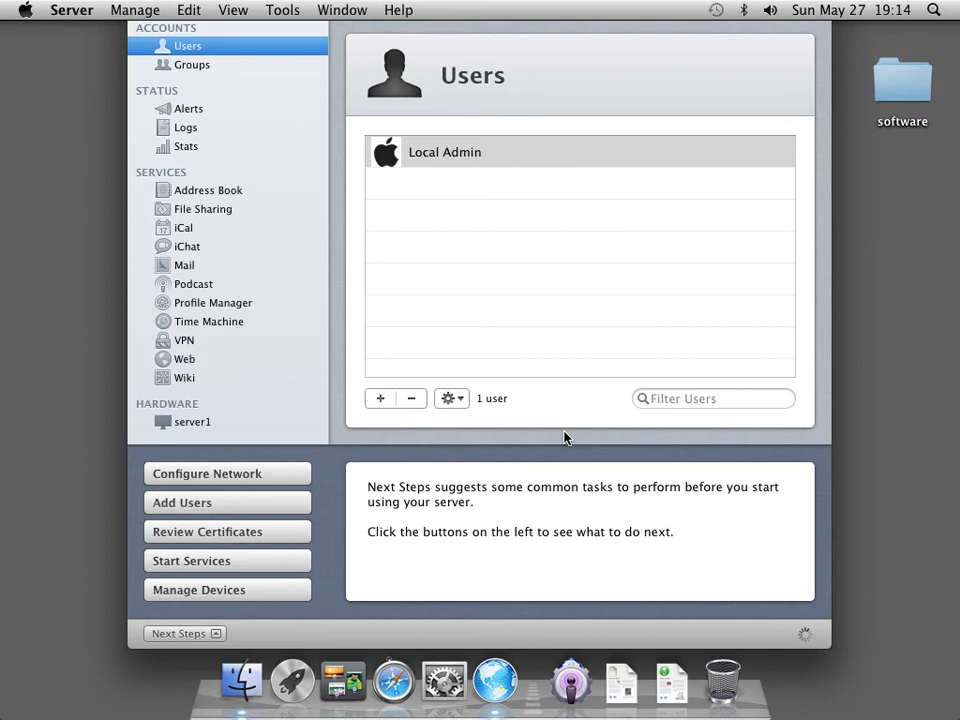 Server Manage Edit View Tools Window Help Sun May 27 19:14
ACCOUNTS
Users
Groups
STATUS
Alerts
Logs
Stats
SERVICES
Address Book
File Sharing
17
iCal
iChat
Mail
Podcast
Profile Manager
Time Machine
VPN
Web
Wiki
HARDWARE
server1
Users
Local Admin
+ − 1 user Filter Users
software
Configure Network
Add Users
Review Certificates
Start Services
Manage Devices
Next Steps suggests some common tasks to perform before you start
using your server.
Click the buttons on the left to see what to do next.
Next Steps